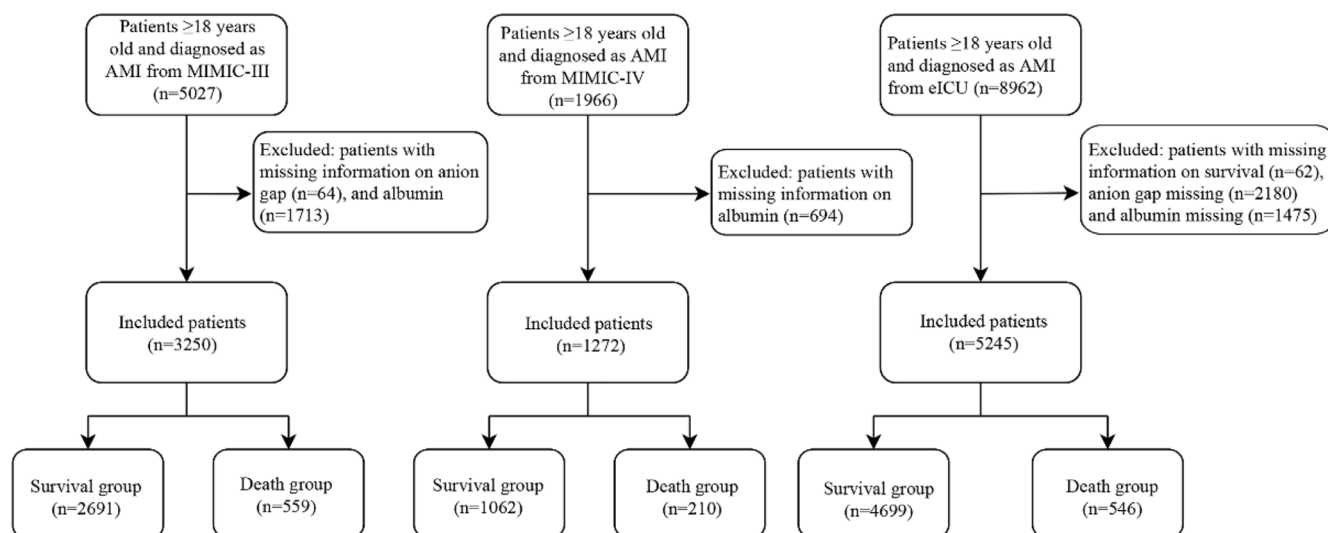 Patients ≥18 years
old and diagnosed as
AMI from MIMIC-III
(n=5027)
Patients ≥18 years old
and diagnosed as AMI
from MIMIC-IV
(n=1966)
Patients ≥18 years old
and diagnosed as AMI
from eICU (n=8962)
Excluded: patients with
missing information on anion
gap (n=64), and albumin
(n=1713)
Excluded: patients with
missing information on
albumin (n=694)
Excluded: patients with missing
information on survival (n=62),
anion gap missing (n=2180)
and albumin missing (n=1475)
Included patients
(n=3250)
Included patients
(n=1272)
Included patients
(n=5245)
Survival group
(n=2691)
Death group
(n=559)
Survival group
(n=1062)
Death group
(n=210)
Survival group
(n=4699)
Death group
(n=546)